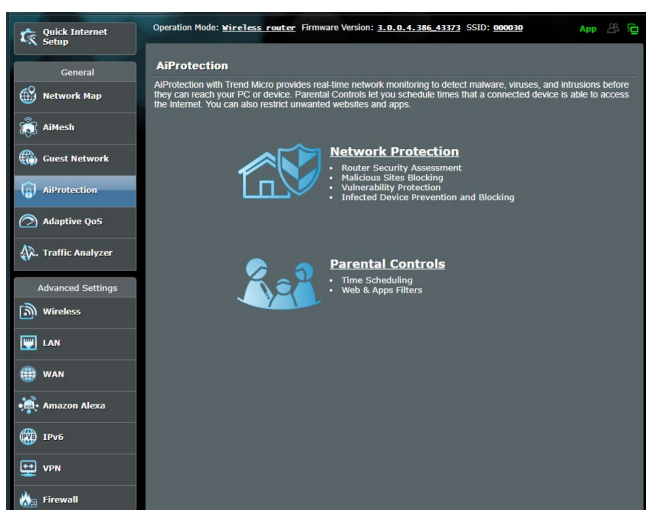 Quick Internet
Setup
Operation Mode: Wireless router Firmware Version: 3.0.0.4.386_43373 SSID: 000030
App
General
Network Map
AiMesh
Guest Network
AiProtection
Adaptive QoS
Traffic Analyzer
Advanced Settings
Wireless
LAN
WAN
Amazon Alexa
IPV6
IPv6
VPN
Firewall
AiProtection
AiProtection with Trend Micro provides real-time network monitoring to detect malware, viruses, and intrusions before
they can reach your PC or device. Parental Controls let you schedule times that a connected device is able to access
the Internet. You can also restrict unwanted websites and apps.
Network Protection
• Router Security Assessment
• Malicious Sites Blocking
• Vulnerability Protection
• Infected Device Prevention and Blocking
Parental Controls
• Time Scheduling
• Web & Apps Filters